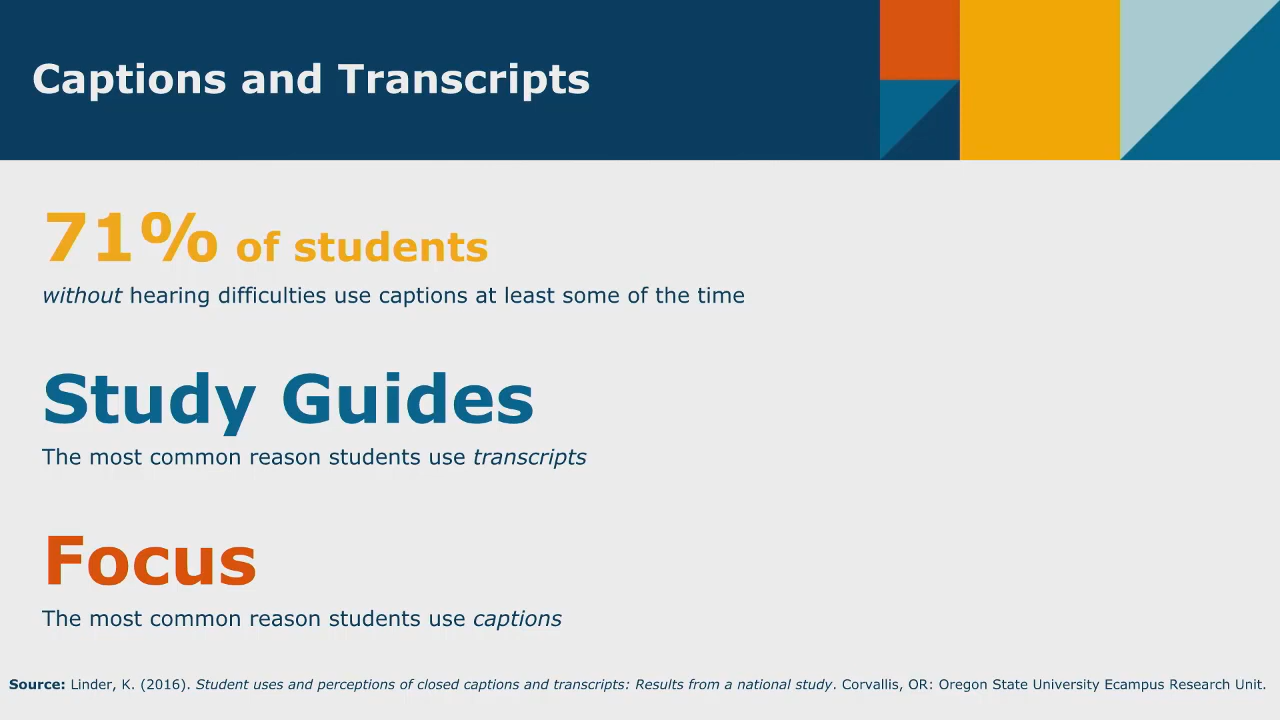 Captions and Transcripts
71% of students
without hearing difficulties use captions at least some of the time
Study Guides
The most common reason students use transcripts
Focus
The most common reason students use captions
Source: Linder, K. (2016). Student uses and perceptions of closed captions and transcripts: Results from a national study. Corvallis, OR: Oregon State University Ecampus Research Unit.